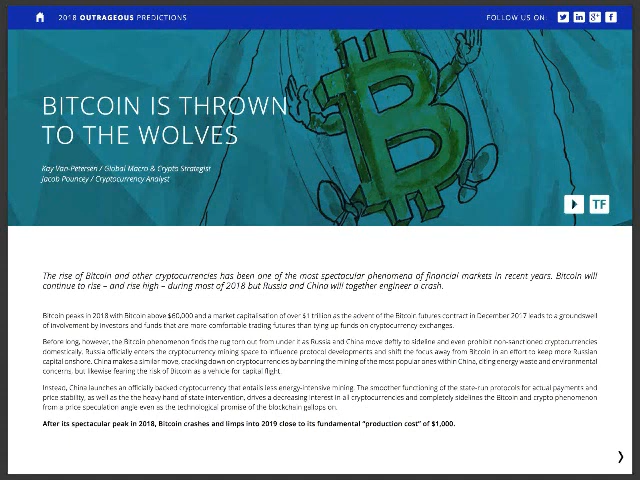 2018 OUTRAGEOUS PREDICTIONS
FOLLOW US ON:
BITCOIN IS THROWN
TO THE WOLVES
Kay Van-Petersen / Global Macro & Crypto Strategist
Jacob Pouncey / Cryptocurrency Analyst
TF
The rise of Bitcoin and other cryptocurrencies has been one of the most spectacular phenomena of financial markets in recent years. Bitcoin will
continue to rise – and rise high – during most of 2018 but Russia and China will together engineer a crash.
Bitcoin peaks in 2018 with Bitcoin above $60,000 and a market capitalisation of over $1 trillion as the advent of the Bitcoin futures contract in December 2017 leads to a groundswell
of involvement by investors and funds that are more comfortable trading futures than tying up funds on cryptocurrency exchanges.
Before long, however, the Bitcoin phenomenon finds the rug torn out from under it as Russia and China move deftly to sideline and even prohibit non-sanctioned cryptocurrencies
domestically. Russia officially enters the cryptocurrency mining space to influence protocol developments and shift the focus away from Bitcoin in an effort to keep more Russian
capital onshore. China makes a similar move, cracking down on cryptocurrencies by banning the mining of the most popular ones within China, citing energy waste and environmental
concerns, but likewise fearing the risk of Bitcoin as a vehicle for capital flight.
Instead, China launches an officially backed cryptocurrency that entails less energy-intensive mining. The smoother functioning of the state-run protocols for actual payments and
price stability, as well as the the heavy hand of state intervention, drives a decreasing interest in all cryptocurrencies and completely sidelines the Bitcoin and crypto phenomenon
from a price speculation angle even as the technological promise of the blockchain gallops on.
After its spectacular peak in 2018, Bitcoin crashes and limps into 2019 close to its fundamental “production cost” of $1,000.